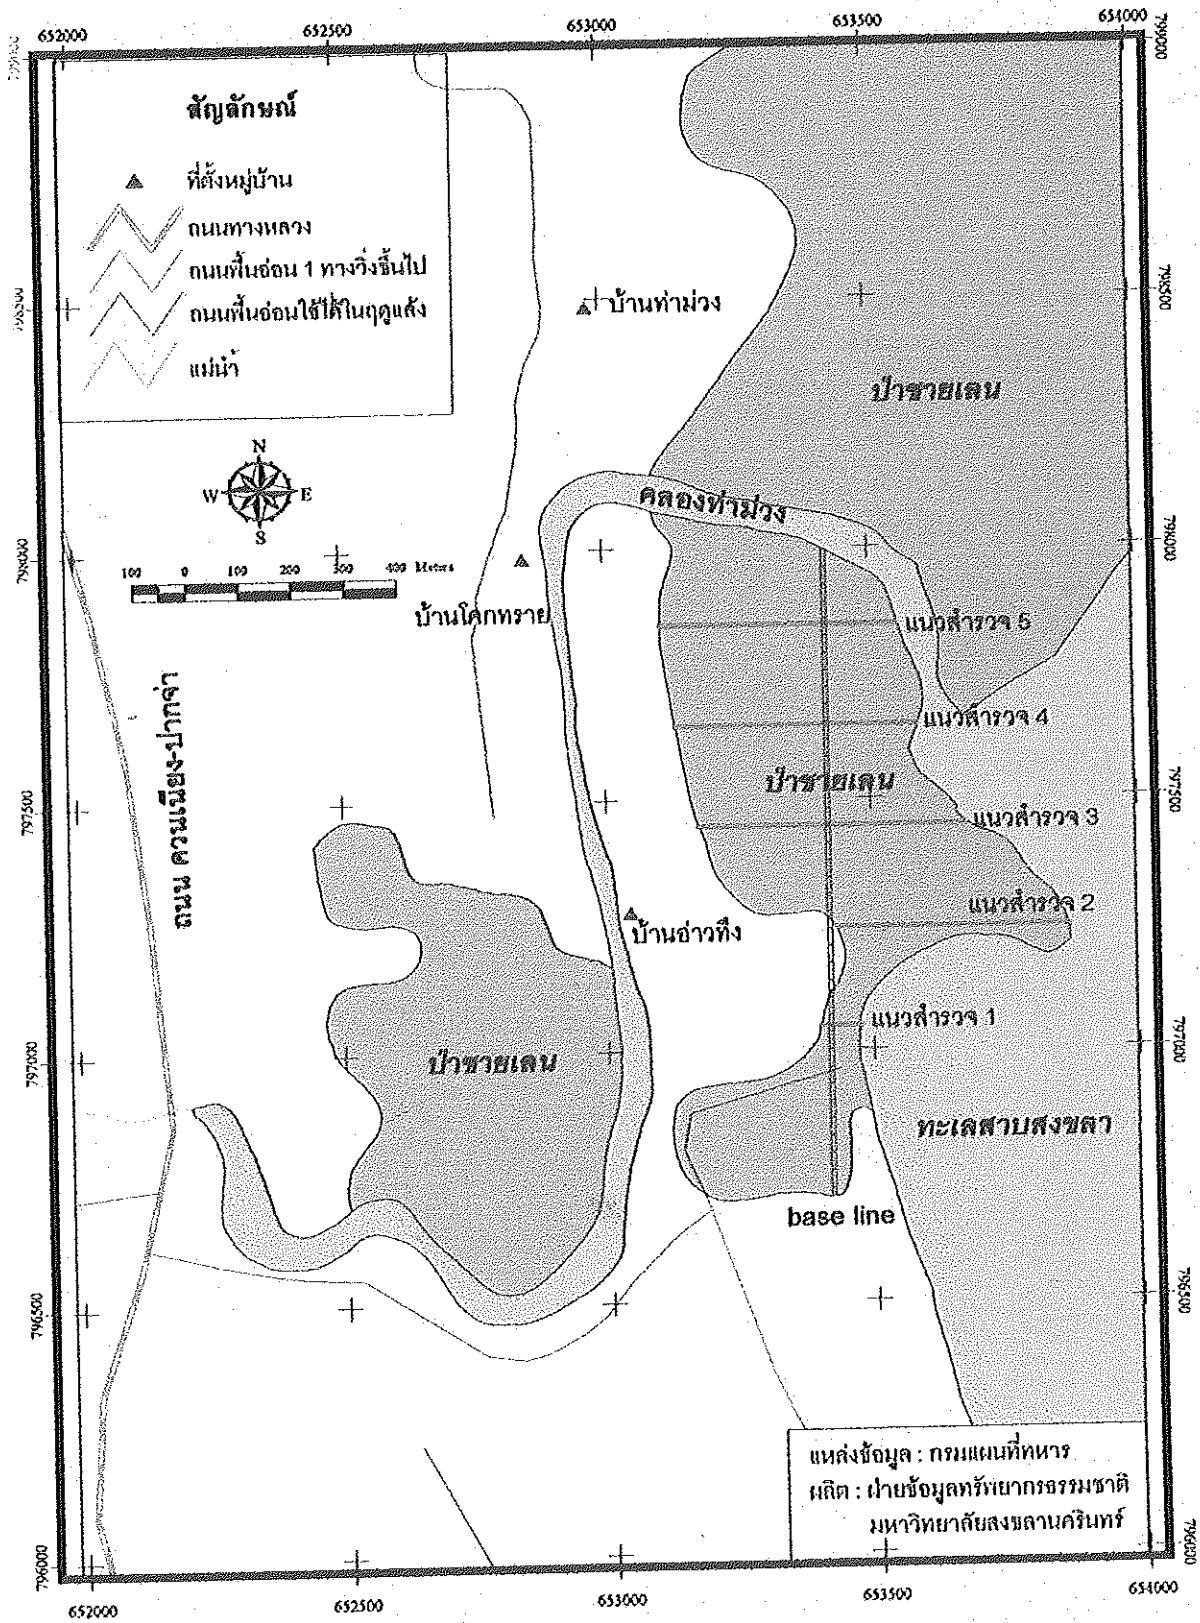 652000 652500 653000 653500 654000
799000
สัญลักษณ์
ที่ตั้งหมู่บ้าน
ถนนทางหลวง
ถนนพื้นอ่อน 1 ทางวิ่งขึ้นไป
ถนนพื้นอ่อนใช้ได้ในฤดูแล้ง
แม่น้ำ
798500
798500
บ้านท่าม่วง
ป่าชายเลน
N
W E
S
คลองท่าม่วง
798000
798000
100 0 100 200 300 400 Meters
บ้านโคกทราย
แนวสำรวจ 5
ถนน ควนเนียง-ปากจ่า
แนวสำรวจ 4
ป่าชายเลน
797500
797500
แนวสำรวจ 3
แนวสำรวจ 2
บ้านอ่าวทึง
แนวสำรวจ 1
797000
797000
ป่าชายเลน
ทะเลสาบสงขลา
base line
796500
796500
แหล่งข้อมูล : กรมแผนที่ทหาร
ผลิต : ฝ่ายข้อมูลทรัพยากรธรรมชาติ
มหาวิทยาลัยสงขลานครินทร์
796000
796000
652000 652500 653000 653500 654000